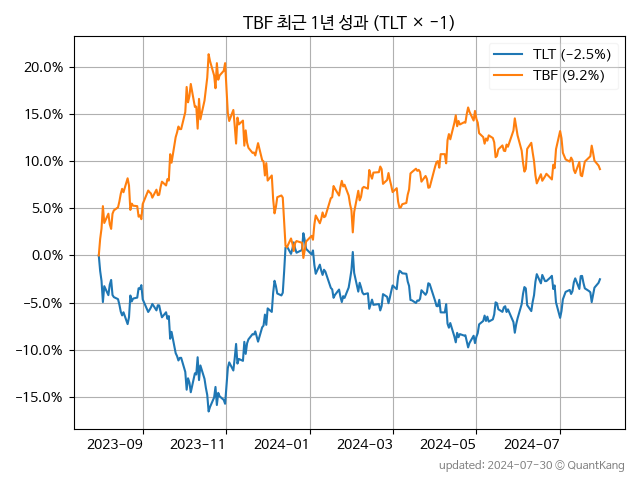 TBF 최근 1년 성과 (TLT × −1)
TLT (−2.5%)
TBF (9.2%)
20.0%
15.0%
10.0%
5.0%
0.0%
−5.0%
−10.0%
−15.0%
2023−09 2023−11 2024−01 2024−03 2024−05 2024−07
updated: 2024-07-30 © QuantKang